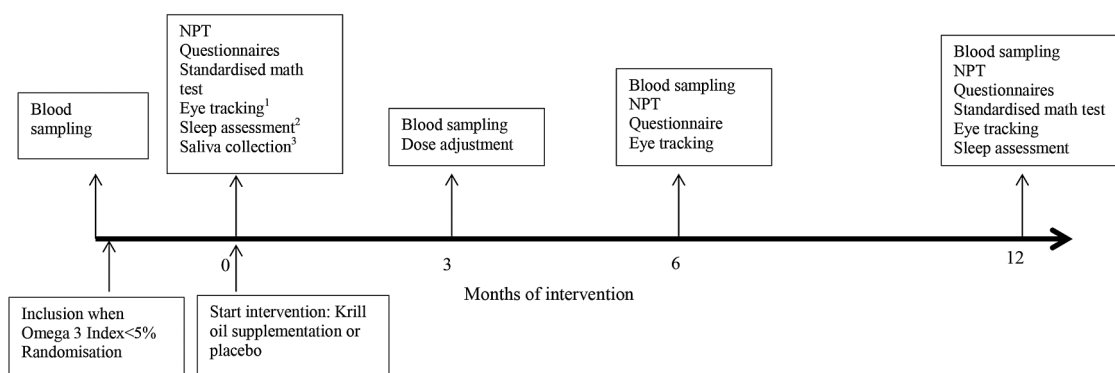 Blood
sampling
NPT
Questionnaires
Standardised math
test
Eye tracking¹
Sleep assessment²
Saliva collection³
Blood sampling
Dose adjustment
Blood sampling
NPT
Questionnaire
Eye tracking
Blood sampling
NPT
Questionnaires
Standardised math test
Eye tracking
Sleep assessment
0
3
6
12
Months of intervention
Inclusion when
Omega 3 Index<5%
Randomisation
Start intervention: Krill
oil supplementation or
placebo